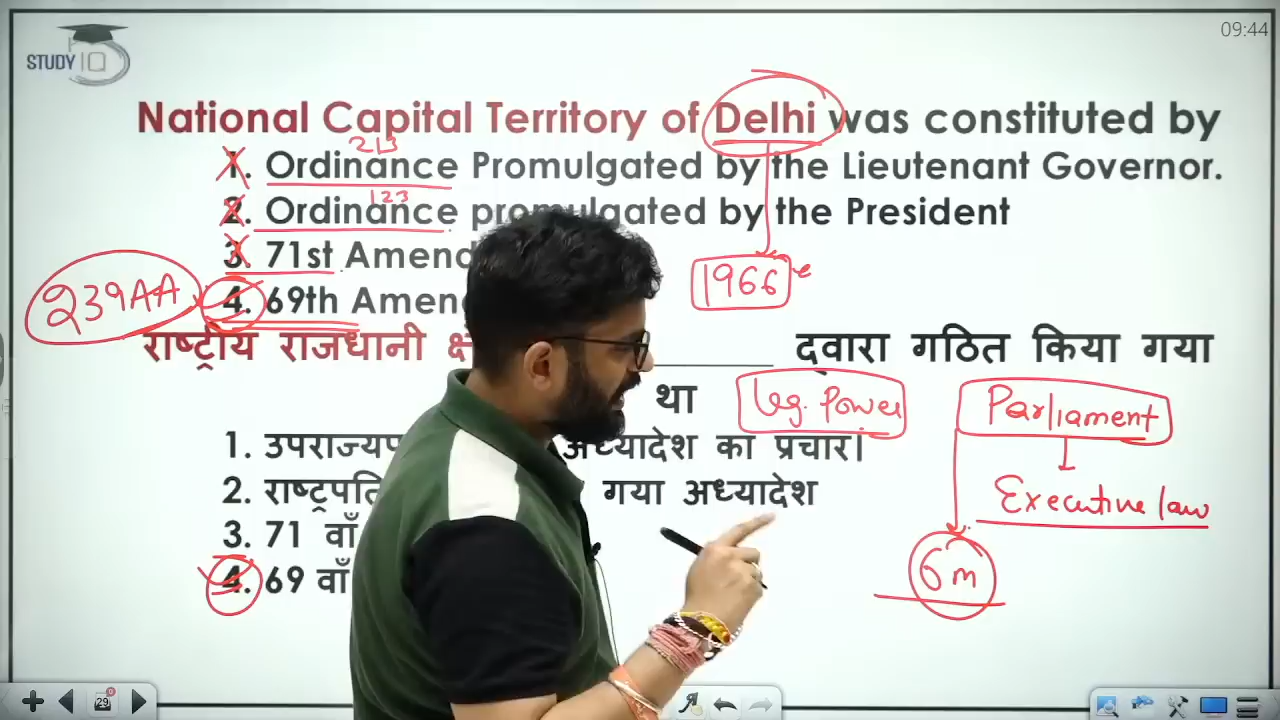 STUDY IQ
09:44
National Capital Territory of Delhi was constituted by
213
1. Ordinance Promulgated by the Lieutenant Governor.
123
2. Ordinance promulgated by the President
3. 71st Amend
1966
239AA
4. 69th Amen
राष्ट्रीय राजधानी क्ष द्वारा गठित किया गया
था
Leg. Power
Parliament
1. उपराज्यप अध्यादेश का प्रचार।
2. राष्ट्रपति गया अध्यादेश
Executive law
3. 71 वाँ
4. 69 वाँ
6m
29